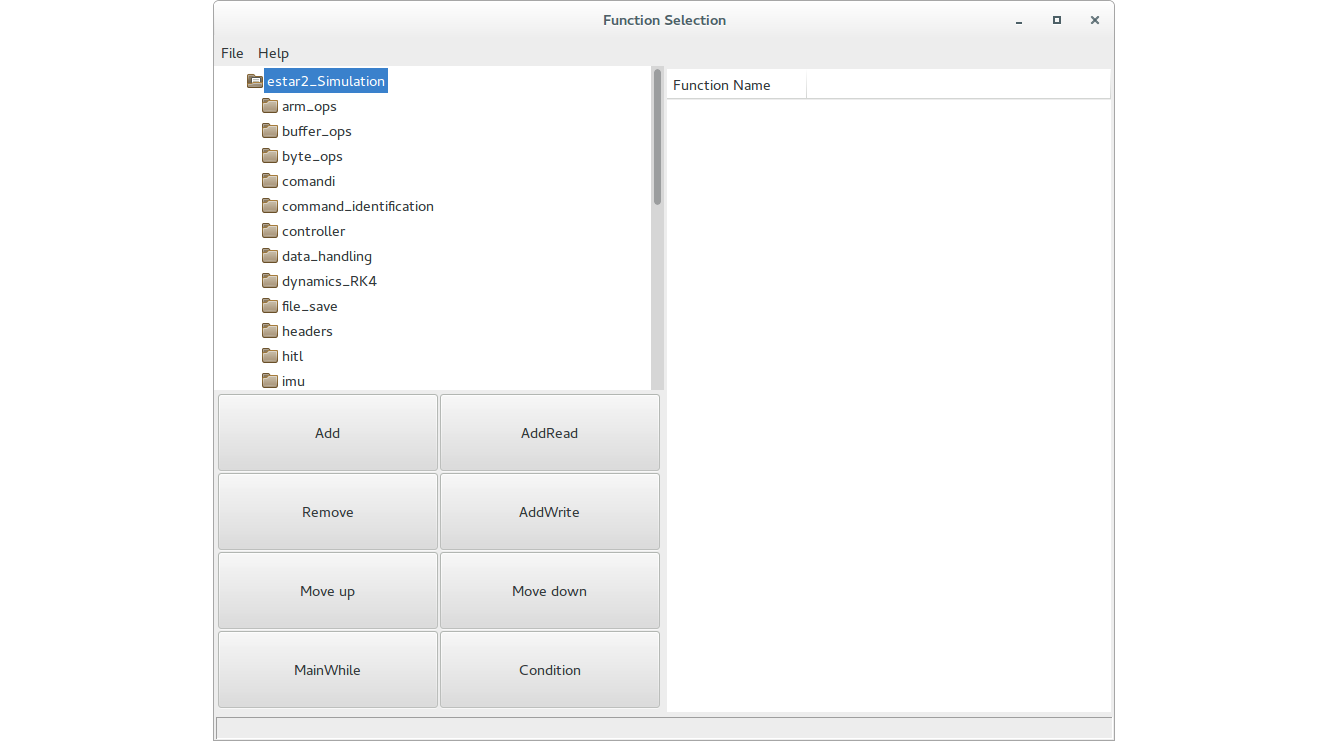 Function Selection
File Help
estar2_Simulation
arm_ops
buffer_ops
byte_ops
comandi
command_identification
controller
data_handling
dynamics_RK4
file_save
headers
hitl
imu
Function Name
Add AddRead
Remove AddWrite
Move up Move down
MainWhile Condition